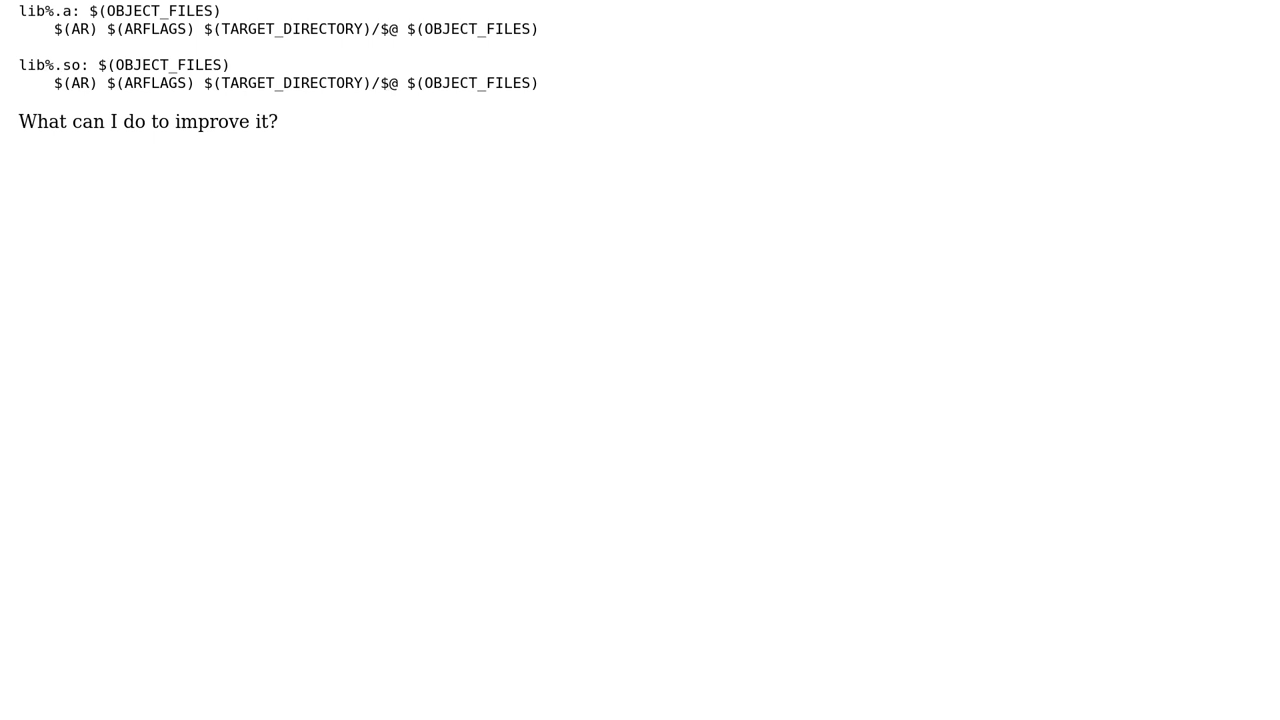 lib%.a: $(OBJECT_FILES)
    $(AR) $(ARFLAGS) $(TARGET_DIRECTORY)/$@ $(OBJECT_FILES)
lib%.so: $(OBJECT_FILES)
    $(AR) $(ARFLAGS) $(TARGET_DIRECTORY)/$@ $(OBJECT_FILES)
What can I do to improve it?